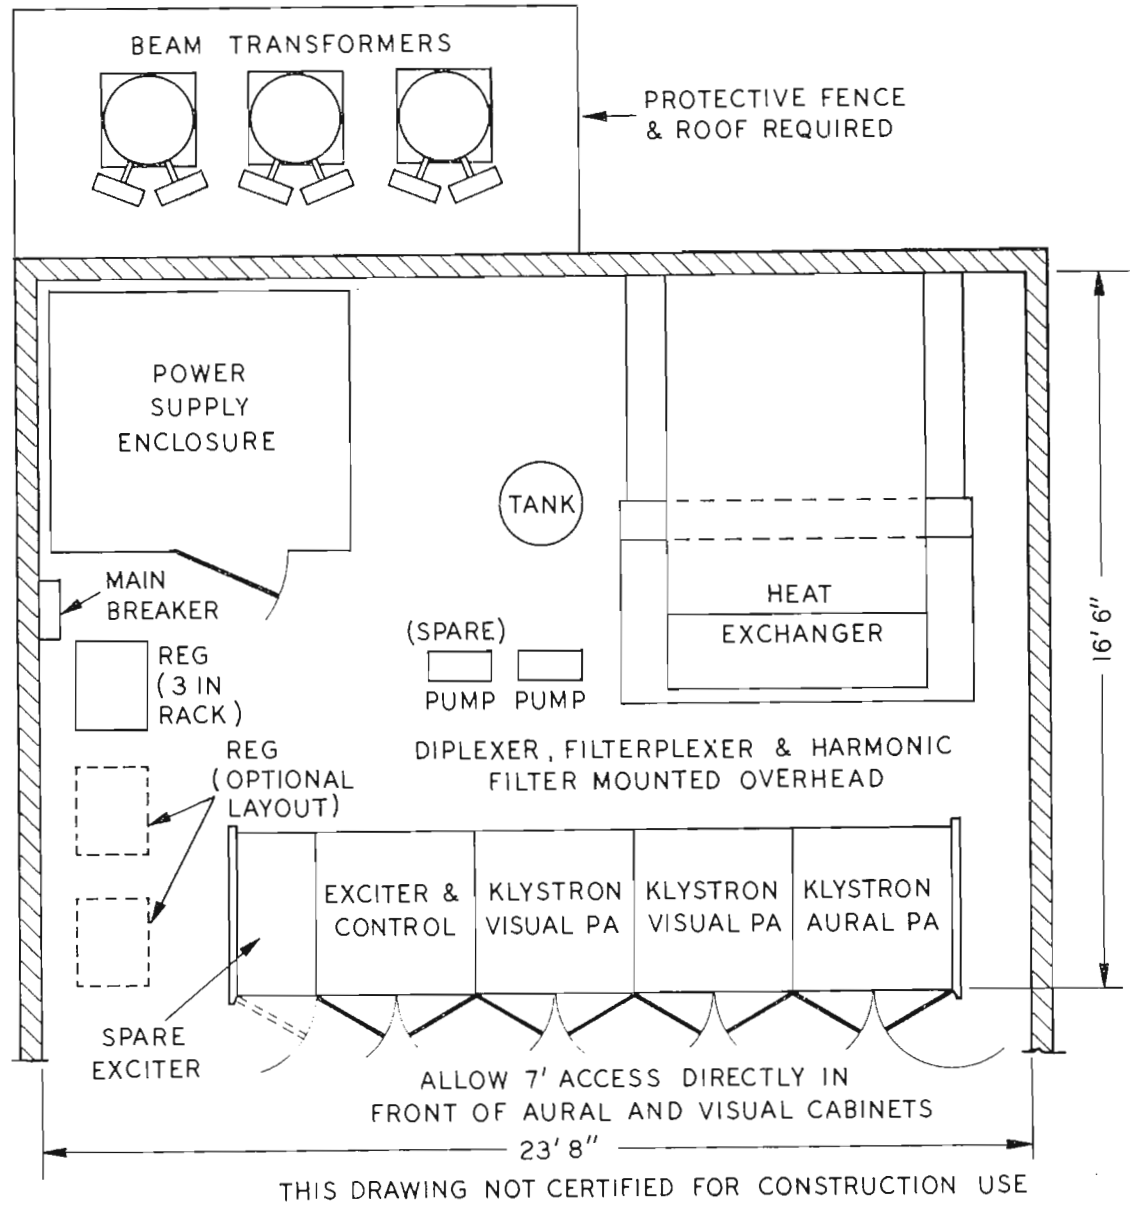 BEAM TRANSFORMERS
PROTECTIVE FENCE
& ROOF REQUIRED
POWER
SUPPLY
ENCLOSURE
TANK
MAIN
BREAKER
HEAT
EXCHANGER
16' 6"
(SPARE)
PUMP PUMP
REG
(3 IN
RACK)
REG
(OPTIONAL
LAYOUT)
DIPLEXER, FILTERPLEXER & HARMONIC
FILTER MOUNTED OVERHEAD
EXCITER &
CONTROL
KLYSTRON
VISUAL PA
KLYSTRON
VISUAL PA
KLYSTRON
AURAL PA
SPARE
EXCITER
ALLOW 7' ACCESS DIRECTLY IN
FRONT OF AURAL AND VISUAL CABINETS
23' 8"
THIS DRAWING NOT CERTIFIED FOR CONSTRUCTION USE